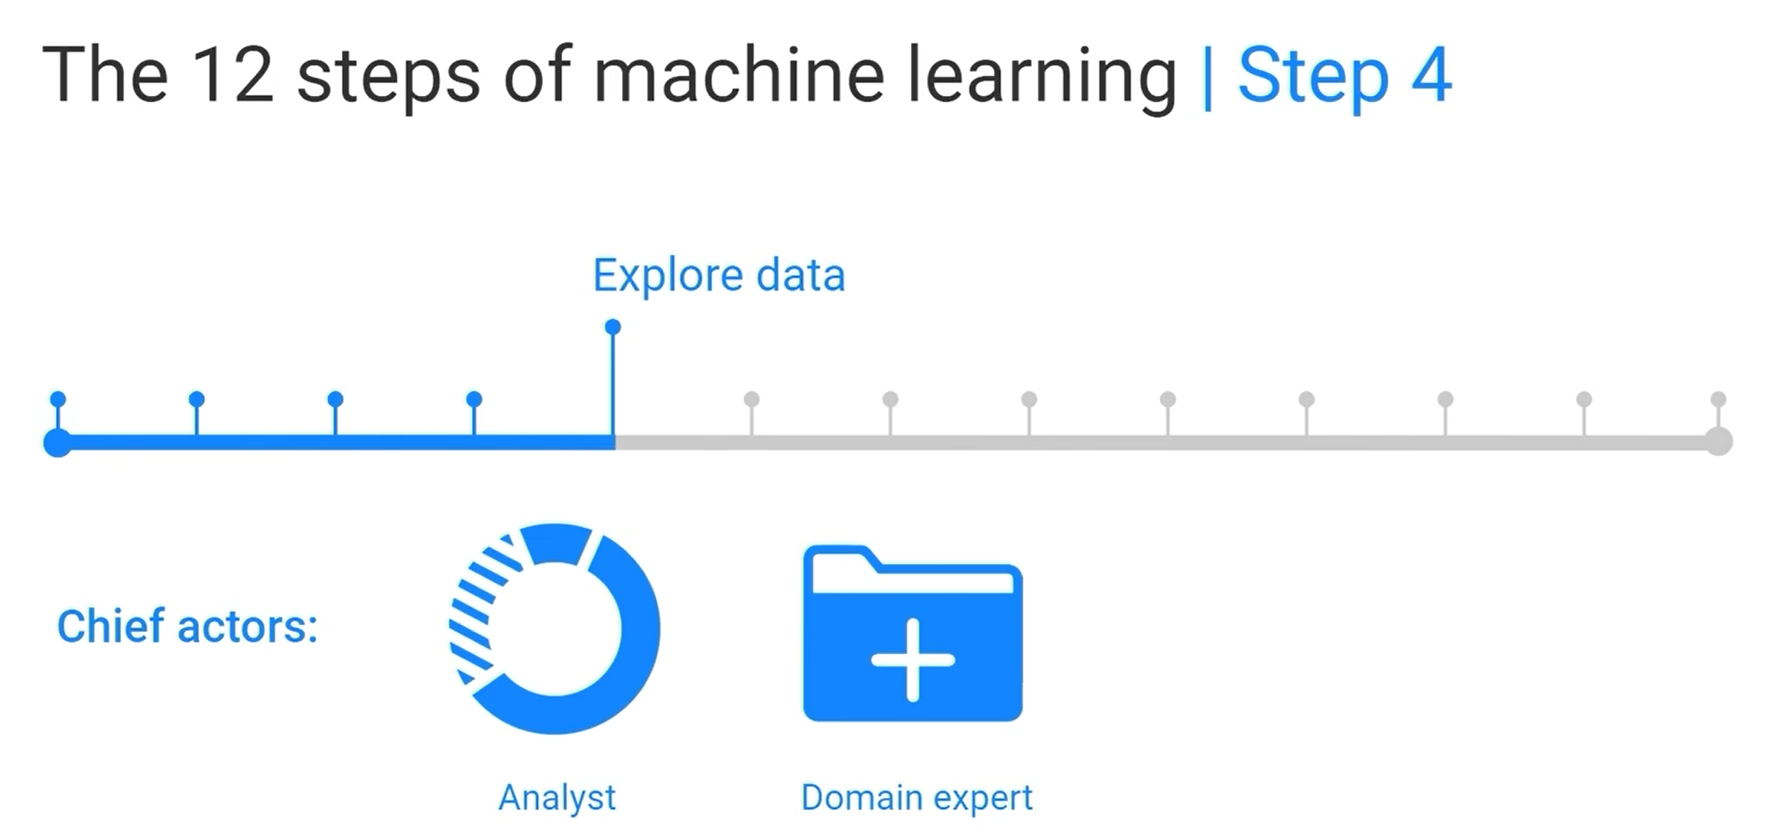 The 12 steps of machine learning | Step 4
Explore data
Chief actors:
Analyst
Domain expert